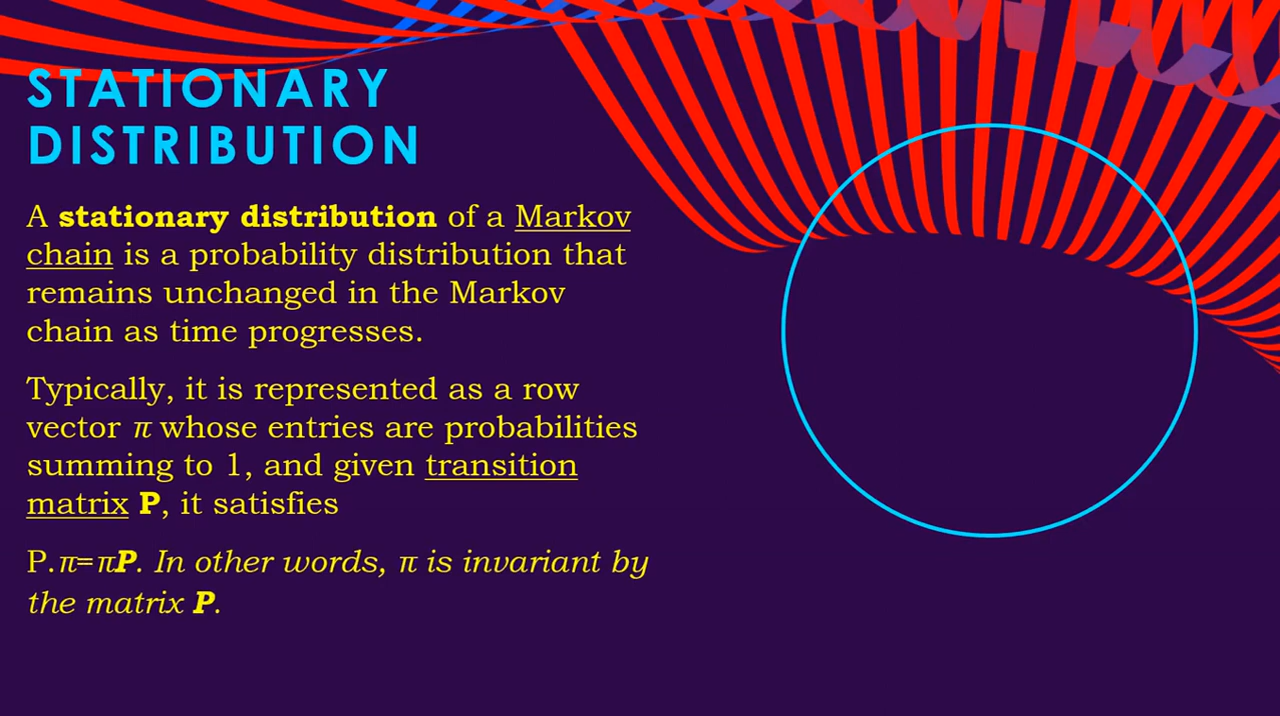 STATIONARY
DISTRIBUTION
A stationary distribution of a Markov
chain is a probability distribution that
remains unchanged in the Markov
chain as time progresses.
Typically, it is represented as a row
vector π whose entries are probabilities
summing to 1, and given transition
matrix P, it satisfies
P.π=πP. In other words, π is invariant by
the matrix P.